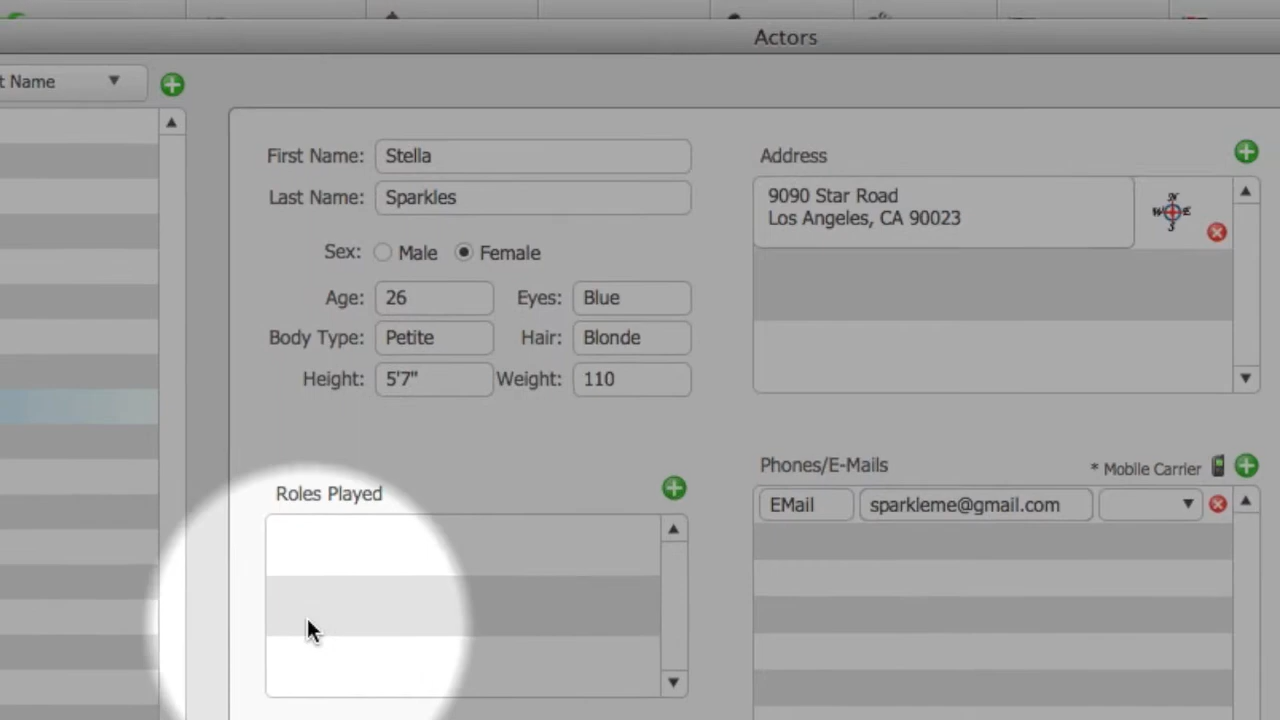 Actors
t Name
First Name: Stella
Last Name: Sparkles
Sex: Male Female
Age: 26 Eyes: Blue
Body Type: Petite Hair: Blonde
Height: 5'7" Weight: 110
Address
9090 Star Road
Los Angeles, CA 90023
N
W E
S
Roles Played
Phones/E-Mails * Mobile Carrier
EMail sparkleme@gmail.com